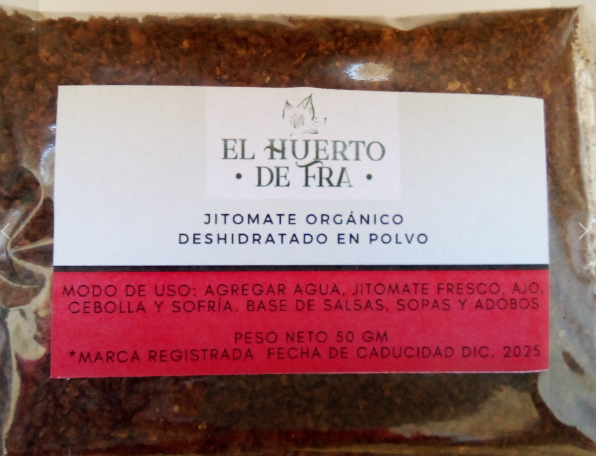 EL HUERTO
• DE FRA •
JITOMATE ORGÁNICO
DESHIDRATADO EN POLVO
MODO DE USO: AGREGAR AGUA, JITOMATE FRESCO, AJO,
CEBOLLA Y SOFRÍA. BASE DE SALSAS, SOPAS Y ADOBOS
PESO NETO 50 GM
*MARCA REGISTRADA FECHA DE CADUCIDAD DIC. 2025